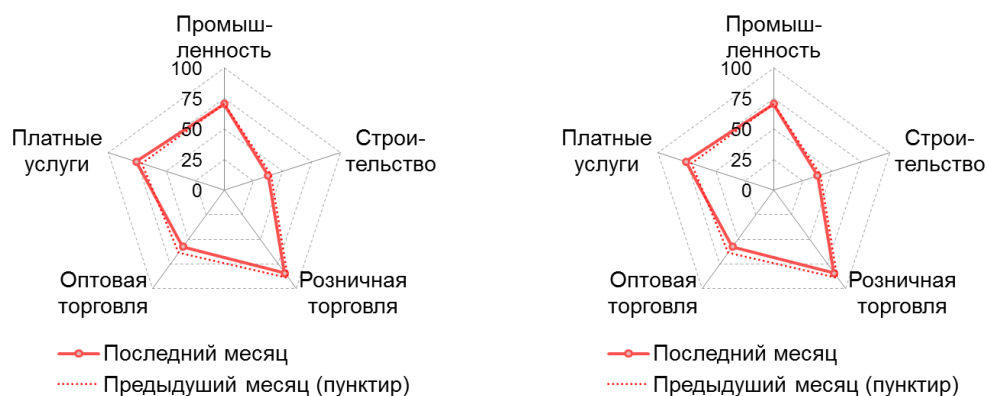 Промыш-
ленность
100
75
50
25
0
Строи-
тельство
Розничная
торговля
Оптовая
торговля
Платные
услуги
Последний месяц
Предыдуший месяц (пунктир)
Промыш-
ленность
100
75
50
25
0
Строи-
тельство
Розничная
торговля
Оптовая
торговля
Платные
услуги
Последний месяц
Предыдуший месяц (пунктир)